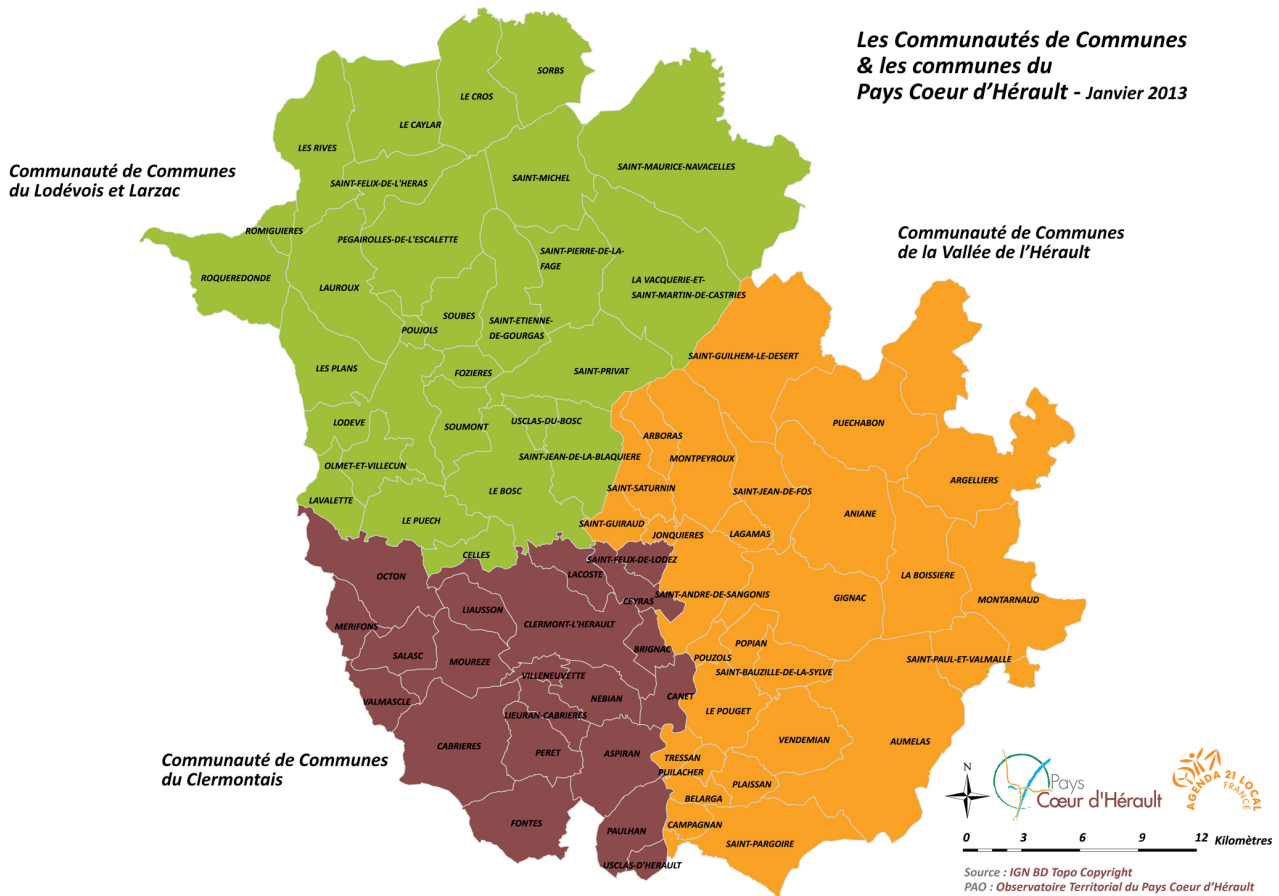 Les Communautés de Communes
& les communes du
Pays Coeur d'Hérault - Janvier 2013
Communauté de Communes
du Lodévois et Larzac
Communauté de Communes
de la Vallée de l'Hérault
Communauté de Communes
du Clermontais
SORBS
LE CROS
LE CAYLAR
LES RIVES
SAINT-MAURICE-NAVACELLES
SAINT-MICHEL
SAINT-FELIX-DE-L'HERAS
ROMIGUIERES
PEGAIROLLES-DE-L'ESCALETTE
SAINT-PIERRE-DE-LA-
FAGE
ROQUEREDONDE
LAUROUX
LA VACQUERIE-ET-
SAINT-MARTIN-DE-CASTRIES
SOUBES
POUJOLS
SAINT-ETIENNE-
DE-GOURGAS
LES PLANS
FOZIERES
SAINT-PRIVAT
LODEVE
SOUMONT
USCLAS-DU-BOSC
SAINT-JEAN-DE-LA-BLAQUIERE
OLMET-ET-VILLECUN
LE BOSC
LAVALETTE
LE PUECH
CELLES
SAINT-GUILHEM-LE-DESERT
PUECHABON
ARBORAS
MONTPEYROUX
ARGELLIERS
SAINT-SATURNIN
SAINT-JEAN-DE-FOS
ANIANE
SAINT-GUIRAUD
JONQUIERES
LAGAMAS
LA BOISSIERE
SAINT-ANDRE-DE-SANGONIS
GIGNAC
MONTARNAUD
POPIAN
POUZOLS
SAINT-BAUZILLE-DE-LA-SYLVE
SAINT-PAUL-ET-VALMALLE
LE POUGET
VENDEMIAN
AUMELAS
TRESSAN
PUILACHER
PLAISSAN
BELARGA
CAMPAGNAN
SAINT-PARGOIRE
SAINT-FELIX-DE-LODEZ
LACOSTE
OCTON
CEYRAS
LIAUSSON
CLERMONT-L'HERAULT
MERIFONS
SALASC
MOUREZE
BRIGNAC
VILLENEUVETTE
NEBIAN
CANET
VALMASCLE
LIEURAN-CABRIERES
CABRIERES
PERET
ASPIRAN
FONTES
PAULHAN
USCLAS-D'HERAULT
N
Pays
Cœur d'Hérault
AGENDA 21 LOCAL
FRANCE
0 3 6 9 12 Kilomètres
Source : IGN BD Topo Copyright
PAO : Observatoire Territorial du Pays Coeur d'Hérault